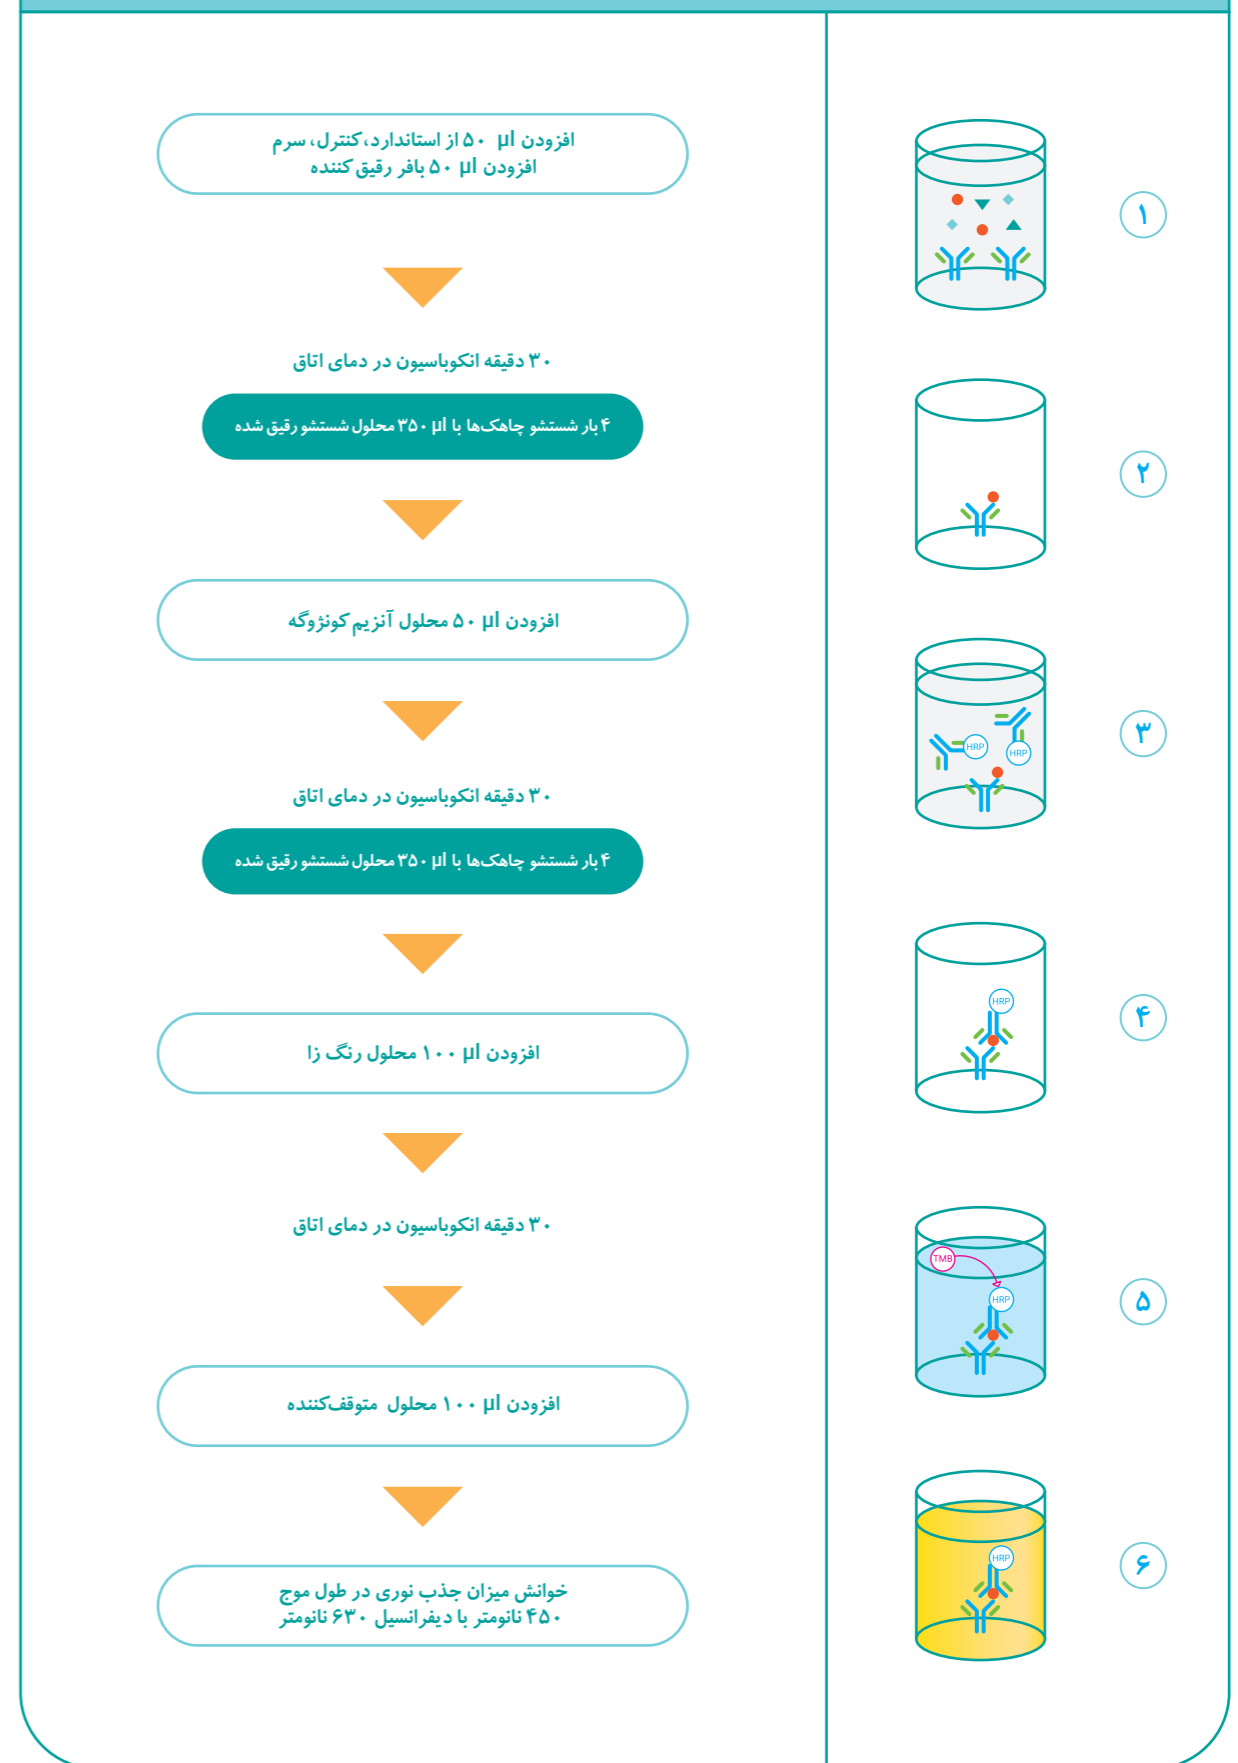 افزودن ۵۰ µl از استاندارد،کنترل، سرم
افزودن ۵۰ µl بافر رقیق کننده
۱
۳۰ دقیقه انکوباسیون در دمای اتاق
۴ بار شستشو چاهک‌ها با ۳۵۰ µl محلول شستشو رقیق شده
۲
افزودن ۵۰ µl محلول آنزیم کونژوگه
HRP
HRP
۳
۳۰ دقیقه انکوباسیون در دمای اتاق
۴ بار شستشو چاهک‌ها با ۳۵۰ µl محلول شستشو رقیق شده
HRP
۴
افزودن ۱۰۰ µl محلول رنگ زا
۳۰ دقیقه انکوباسیون در دمای اتاق
TMB
HRP
۵
افزودن ۱۰۰ µl محلول متوقف‌کننده
HRP
۶
خوانش میزان جذب نوری در طول موج
۴۵۰ نانومتر با دیفرانسیل ۶۳۰ نانومتر